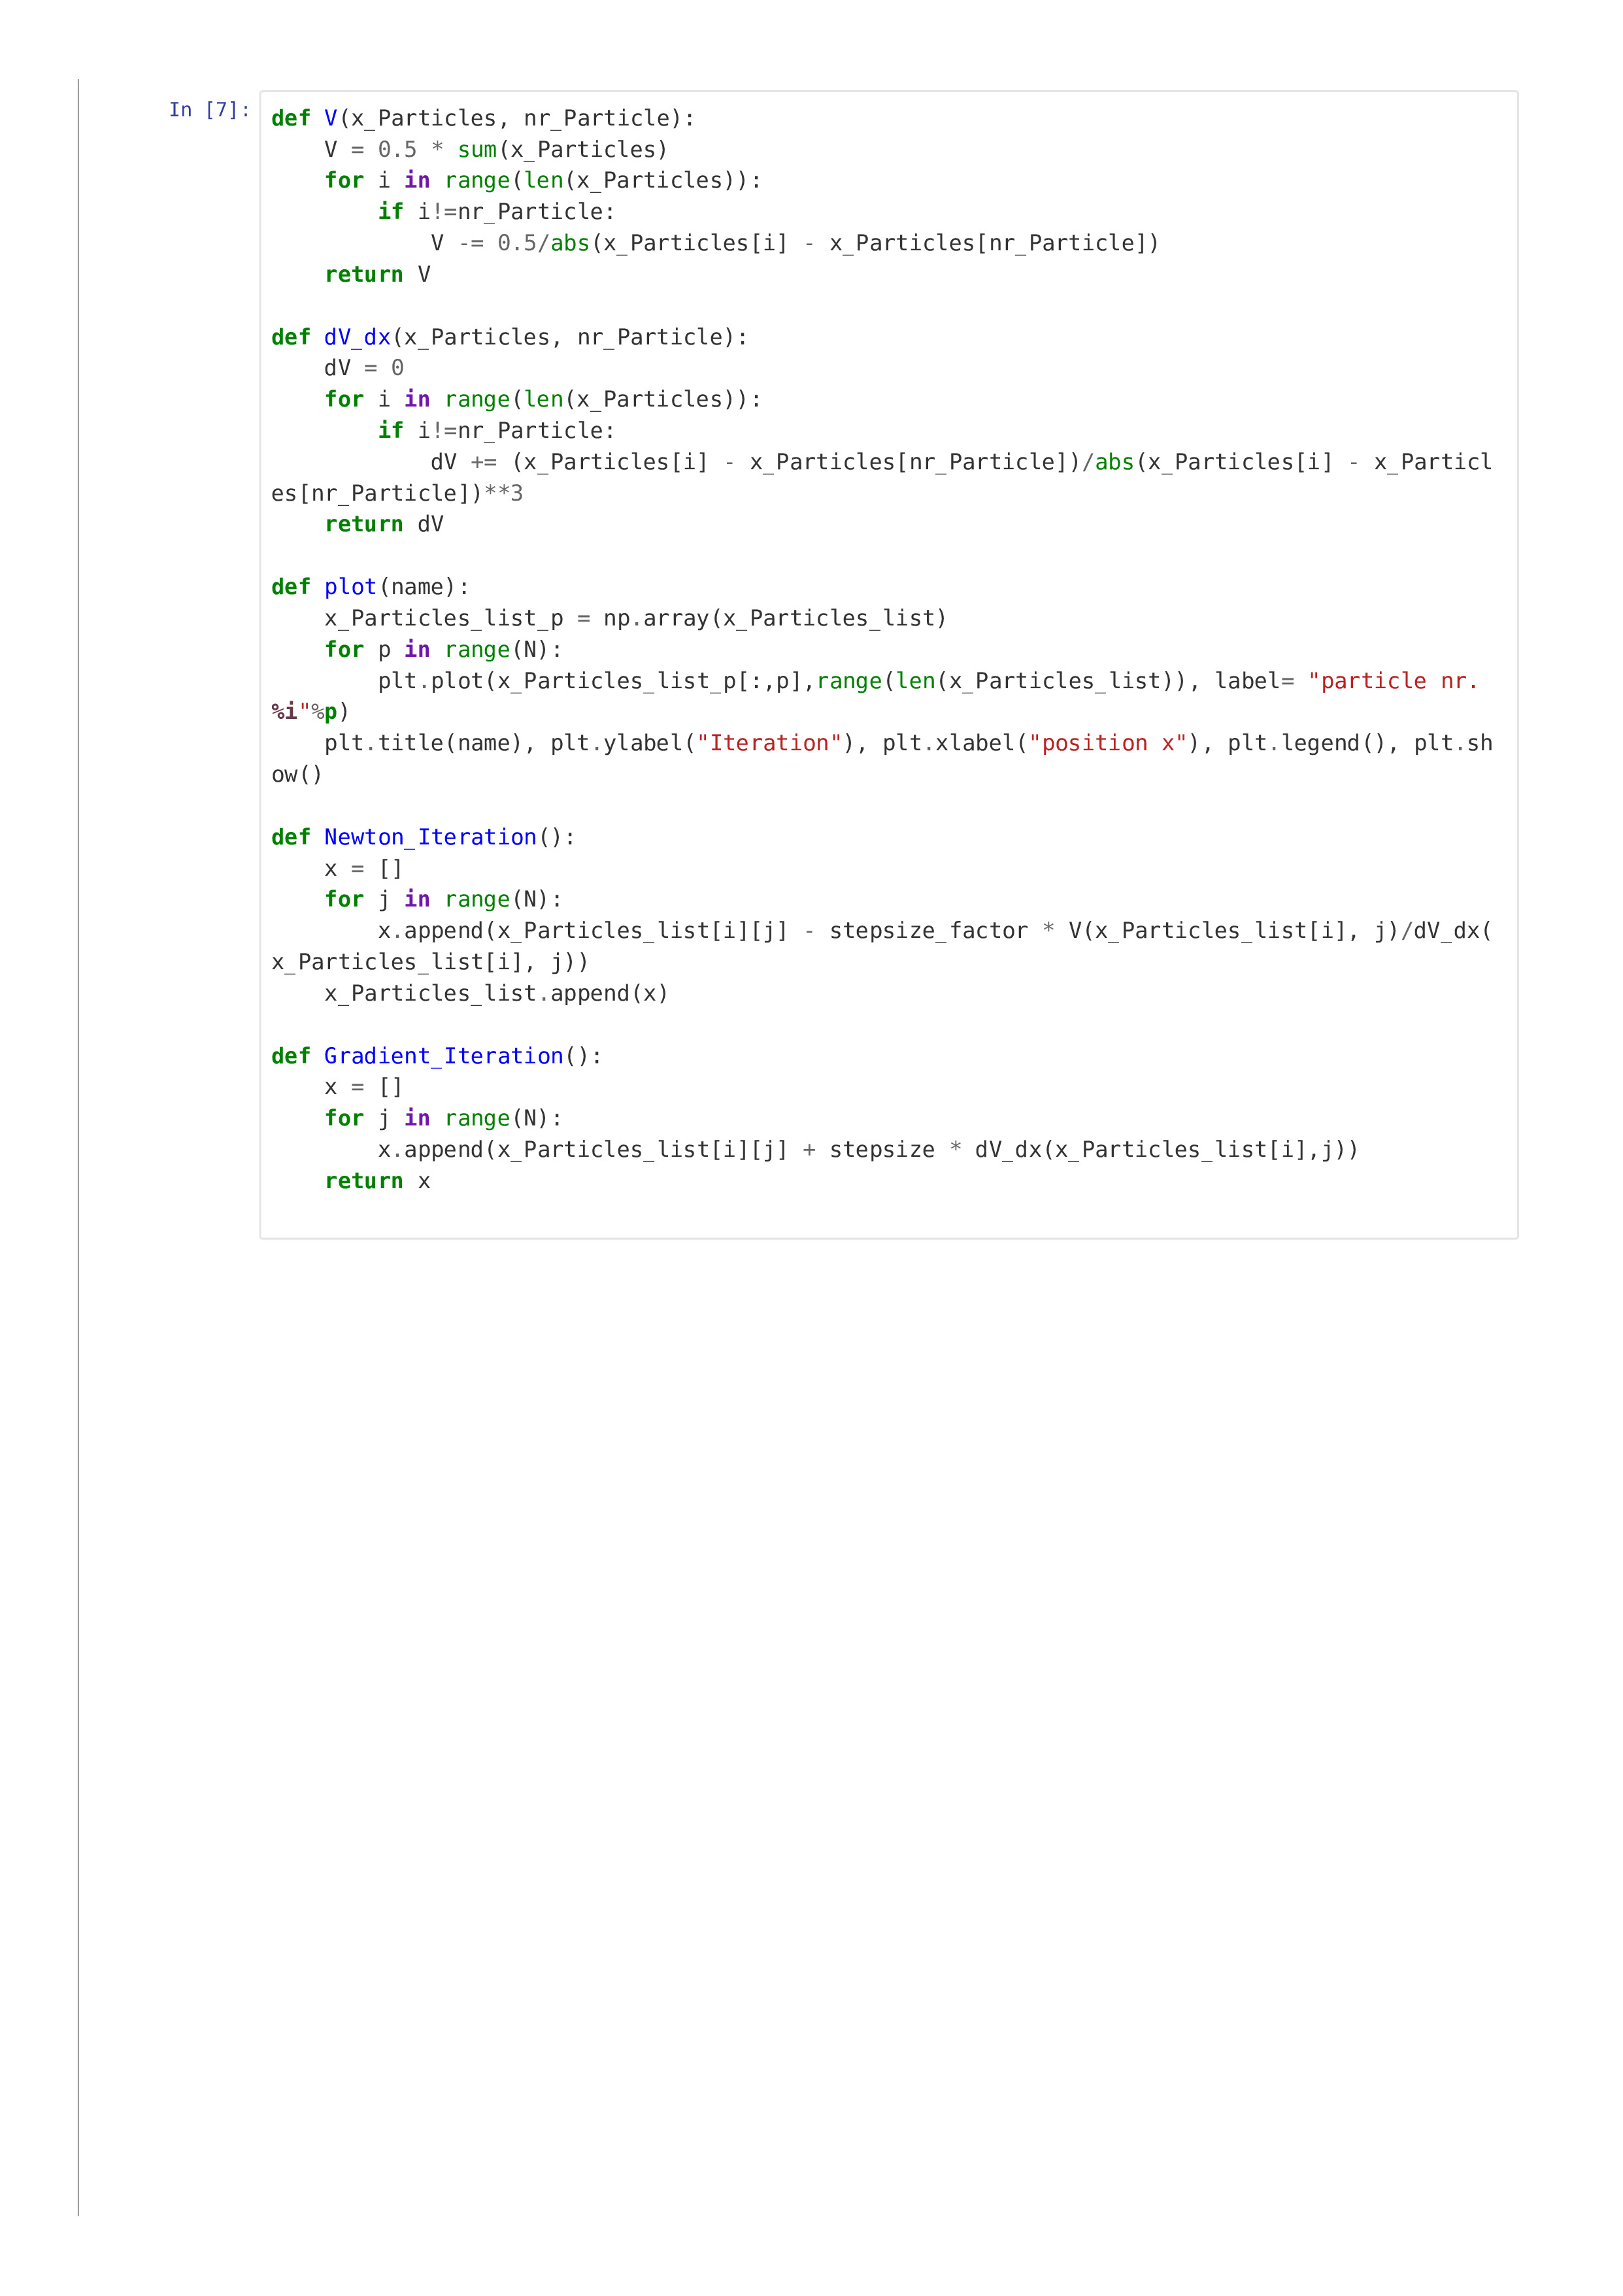 In [7]:
def V(x_Particles, nr_Particle):
    V = 0.5 * sum(x_Particles)
    for i in range(len(x_Particles)):
        if i!=nr_Particle:
            V -= 0.5/abs(x_Particles[i] - x_Particles[nr_Particle])
    return V

def dV_dx(x_Particles, nr_Particle):
    dV = 0
    for i in range(len(x_Particles)):
        if i!=nr_Particle:
            dV += (x_Particles[i] - x_Particles[nr_Particle])/abs(x_Particles[i] - x_Particl
es[nr_Particle])**3
    return dV

def plot(name):
    x_Particles_list_p = np.array(x_Particles_list)
    for p in range(N):
        plt.plot(x_Particles_list_p[:,p],range(len(x_Particles_list)), label= "particle nr.
%i"%p)
    plt.title(name), plt.ylabel("Iteration"), plt.xlabel("position x"), plt.legend(), plt.sh
ow()

def Newton_Iteration():
    x = []
    for j in range(N):
        x.append(x_Particles_list[i][j] - stepsize_factor * V(x_Particles_list[i], j)/dV_dx(
x_Particles_list[i], j))
    x_Particles_list.append(x)

def Gradient_Iteration():
    x = []
    for j in range(N):
        x.append(x_Particles_list[i][j] + stepsize * dV_dx(x_Particles_list[i],j))
    return x